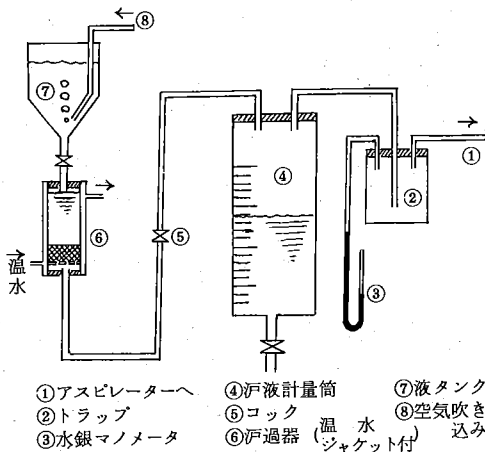 ⑧
⑦
④
①
②
⑥
⑤
温
水
③
①アスピレーターへ
②トラップ
③水銀マノメータ
④沪液計量筒
⑤コック
⑥沪過器(温水ジャケット付)
⑦液タンク
⑧空気吹き
込み